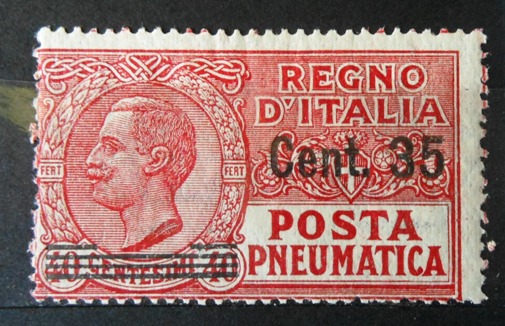 REGNO
D'ITALIA
Cent. 35
FERT FERT
POSTA
PNEUMATICA
40 CENTESIMI 40